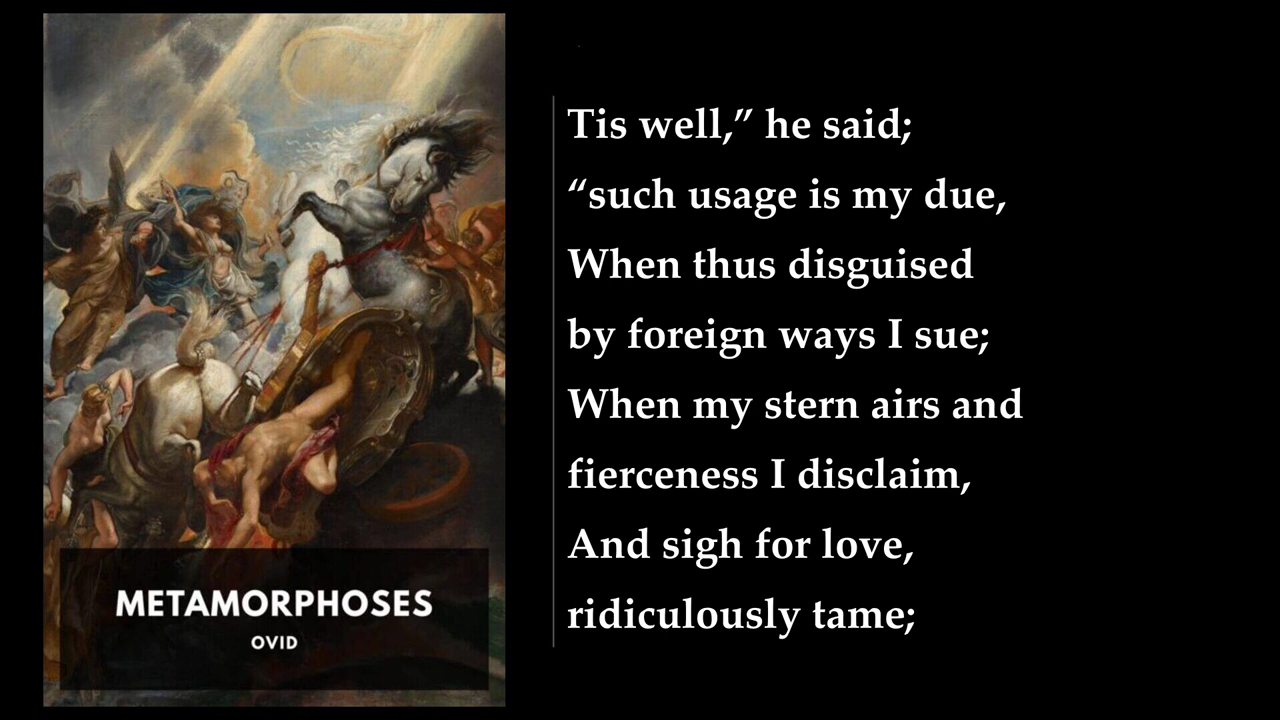 METAMORPHOSES
OVID
Tis well,” he said;
“such usage is my due,
When thus disguised
by foreign ways I sue;
When my stern airs and
fierceness I disclaim,
And sigh for love,
ridiculously tame;